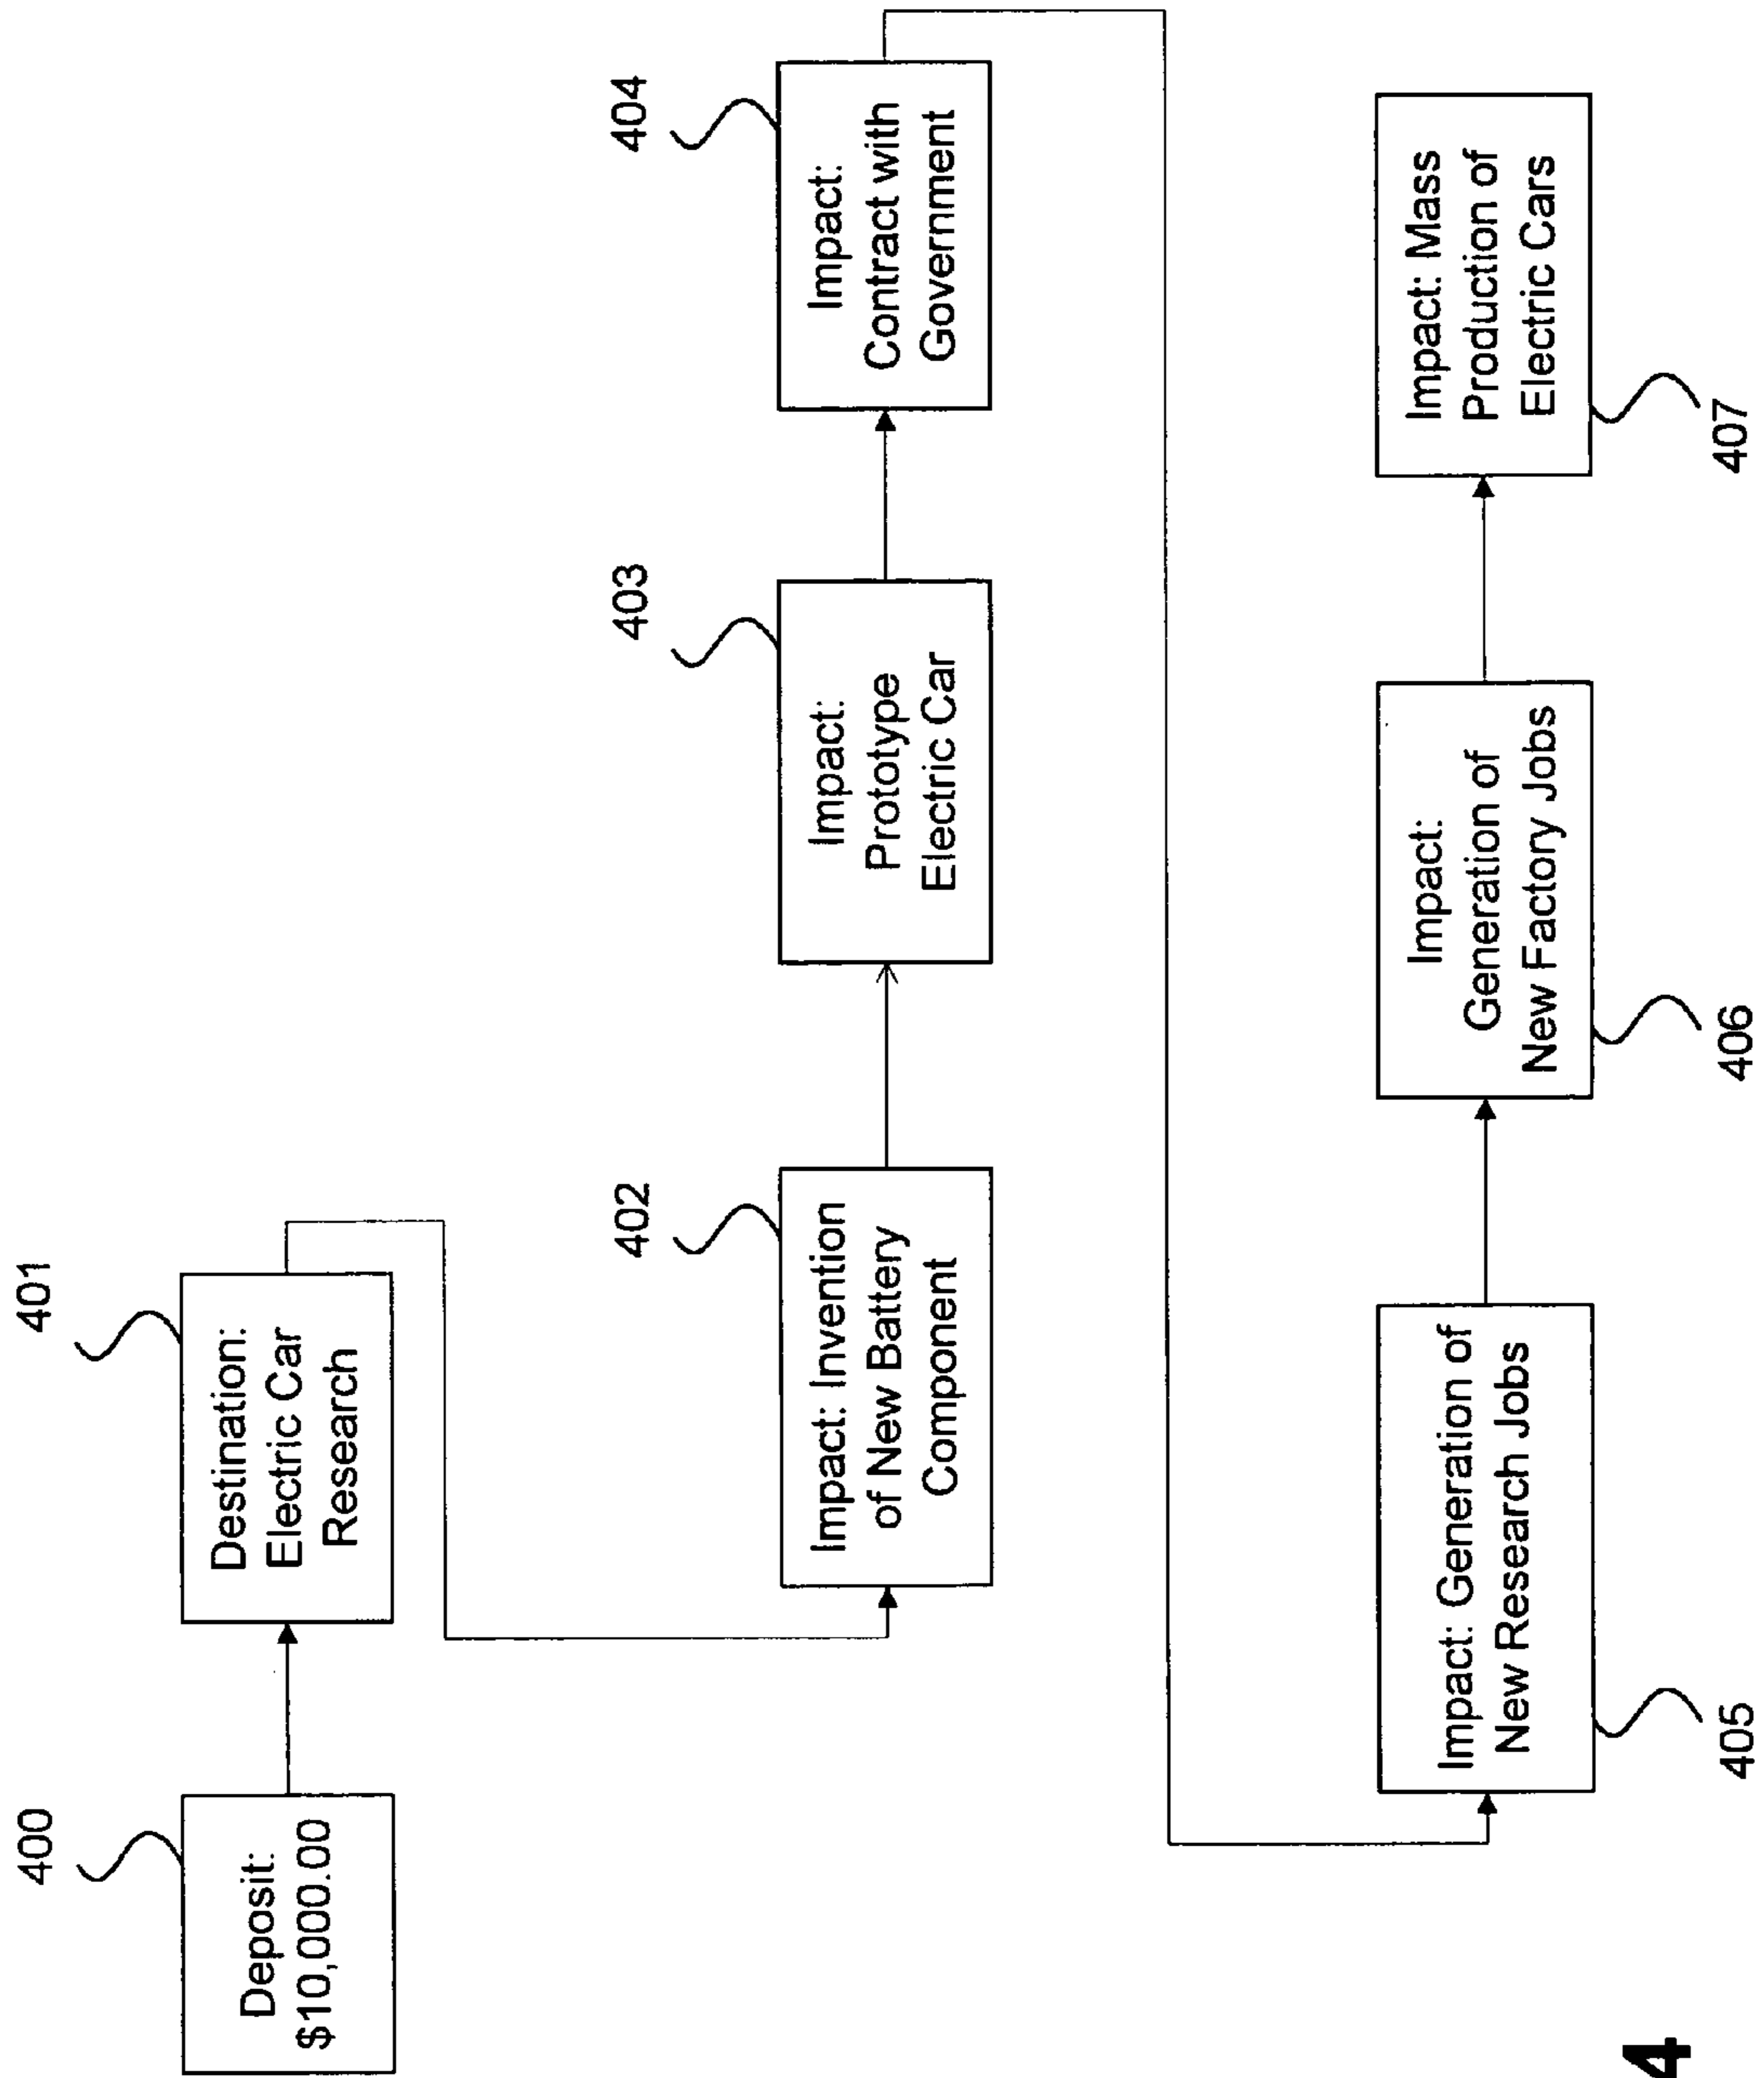 400
Deposit:
$10,000.00
401
Destination:
Electric Car
Research
402
Impact: Invention
of New Battery
Component
403
Impact:
Prototype
Electric Car
404
Impact:
Contract with
Government
Impact: Generation of
New Research Jobs
405
Impact:
Generation of
New Factory Jobs
406
Impact: Mass
Production of
Electric Cars
407
4